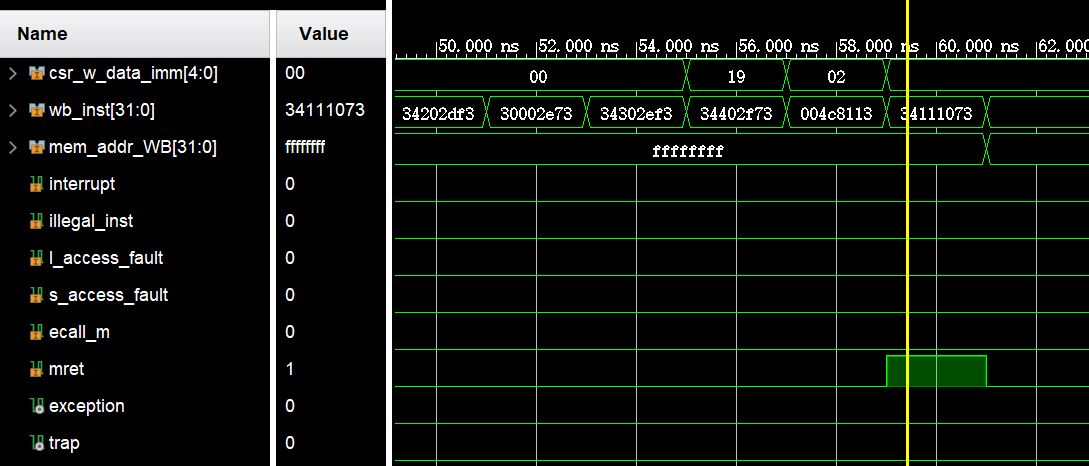 Name Value
50.000 ns 52.000 ns 54.000 ns 56.000 ns 58.000 ns 60.000 ns 62.000
csr_w_data_imm[4:0] 00 00 19 02
wb_inst[31:0] 34111073 34202df3 30002e73 34302ef3 34402f73 004c8113 34111073
mem_addr_WB[31:0] ffffffff ffffffff
interrupt 0
illegal_inst 0
l_access_fault 0
s_access_fault 0
ecall_m 0
mret 1
exception 0
trap 0